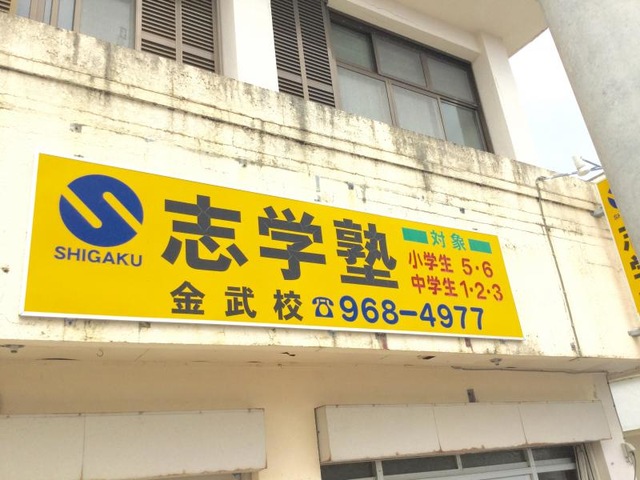 SHIGAKU
志学塾
金武校 ☎968-4977
対象
小学生 5・6
中学生 1・2・3
志